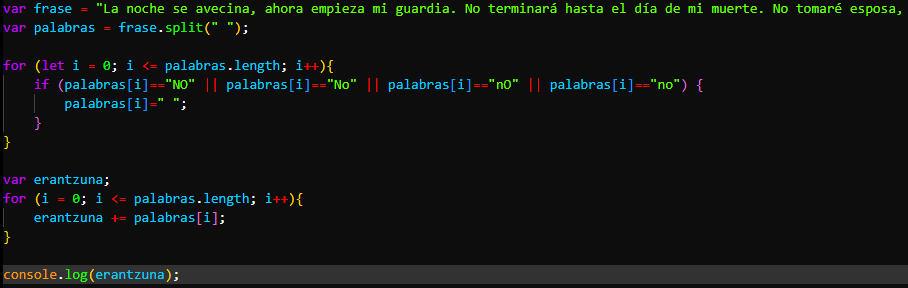 var frase = "La noche se avecina, ahora empieza mi guardia. No terminará hasta el día de mi muerte. No tomaré esposa,
var palabras = frase.split(" ");
for (let i = 0; i <= palabras.length; i++){
if (palabras[i]=="NO" || palabras[i]=="No" || palabras[i]=="nO" || palabras[i]=="no") {
palabras[i]=" ";
}
}
var erantzuna;
for (i = 0; i <= palabras.length; i++){
erantzuna += palabras[i];
}
console.log(erantzuna);